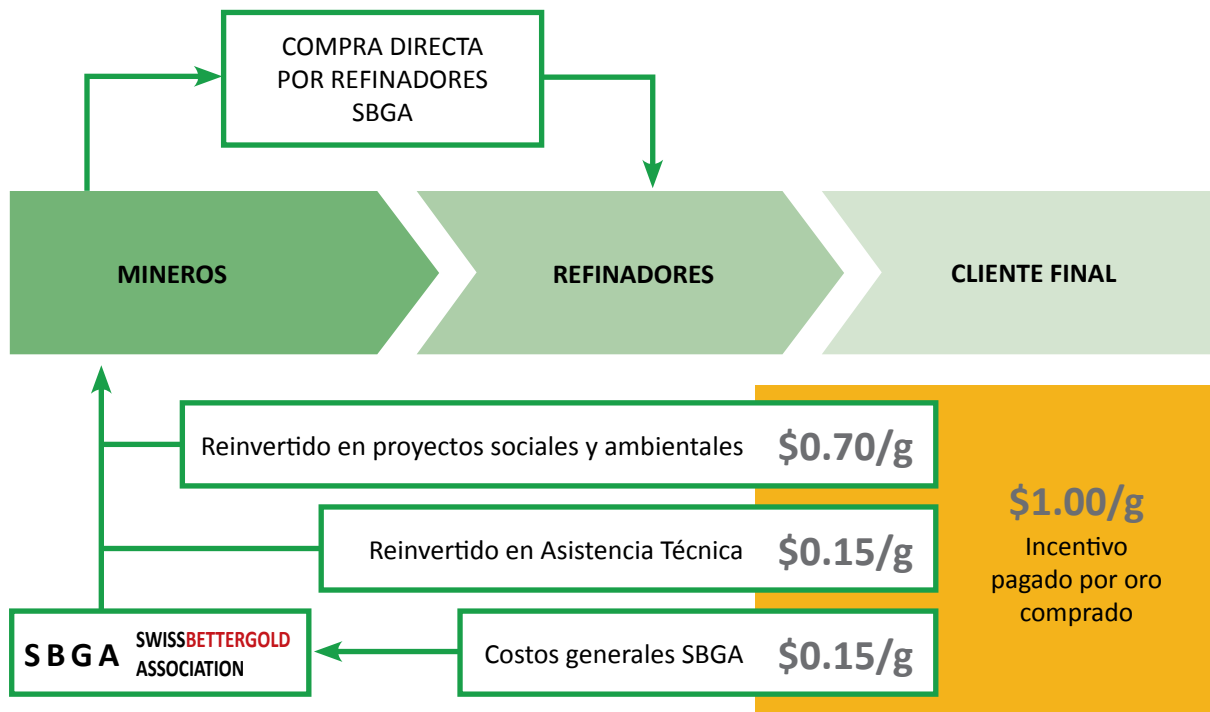 COMPRA DIRECTA
POR REFINADORES
SBGA
MINEROS
REFINADORES
CLIENTE FINAL
Reinvertido en proyectos sociales y ambientales $0.70/g
Reinvertido en Asistencia Técnica $0.15/g
Costos generales SBGA $0.15/g
$1.00/g
Incentivo
pagado por oro
comprado
SBGA
SWISSBETTERGOLD
ASSOCIATION